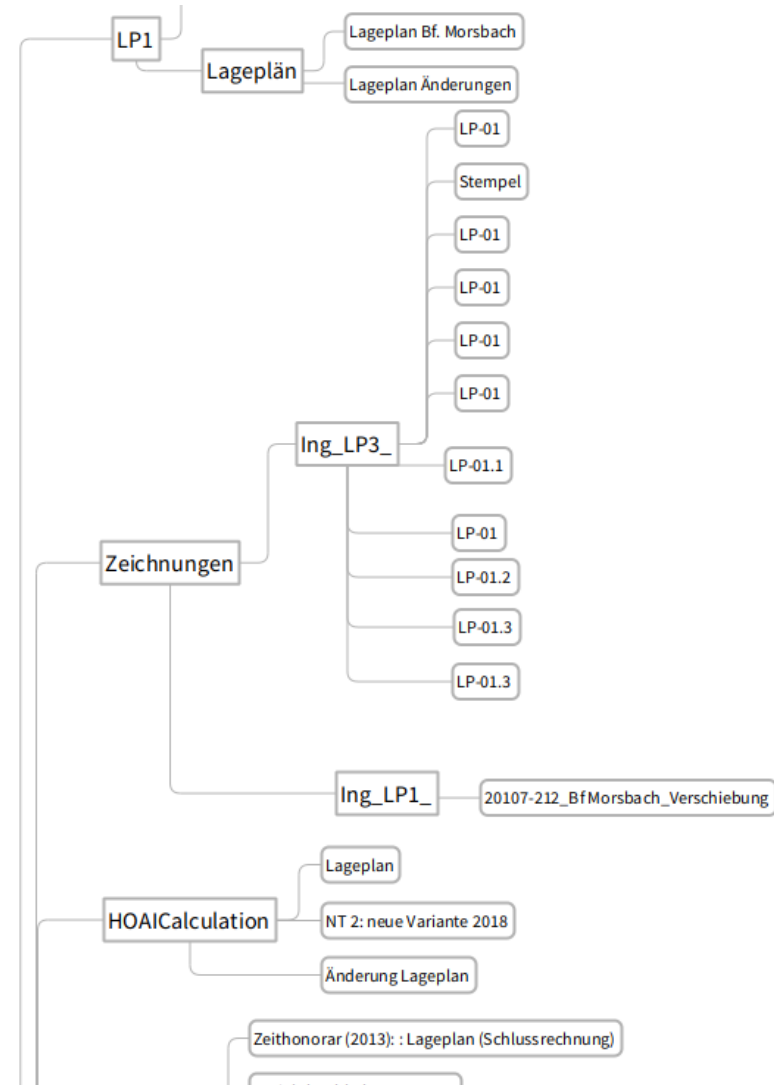 LP1
Lageplän
Lageplan Bf. Morsbach
Lageplan Änderungen
LP-01
Stempel
LP-01
LP-01
LP-01
LP-01
Ing_LP3_
LP-01.1
LP-01
Zeichnungen
LP-01.2
LP-01.3
LP-01.3
Ing_LP1_
20107-212_BfMorsbach_Verschiebung
Lageplan
HOAICalculation
NT 2: neue Variante 2018
Änderung Lageplan
Zeithonorar (2013): : Lageplan (Schlussrechnung)